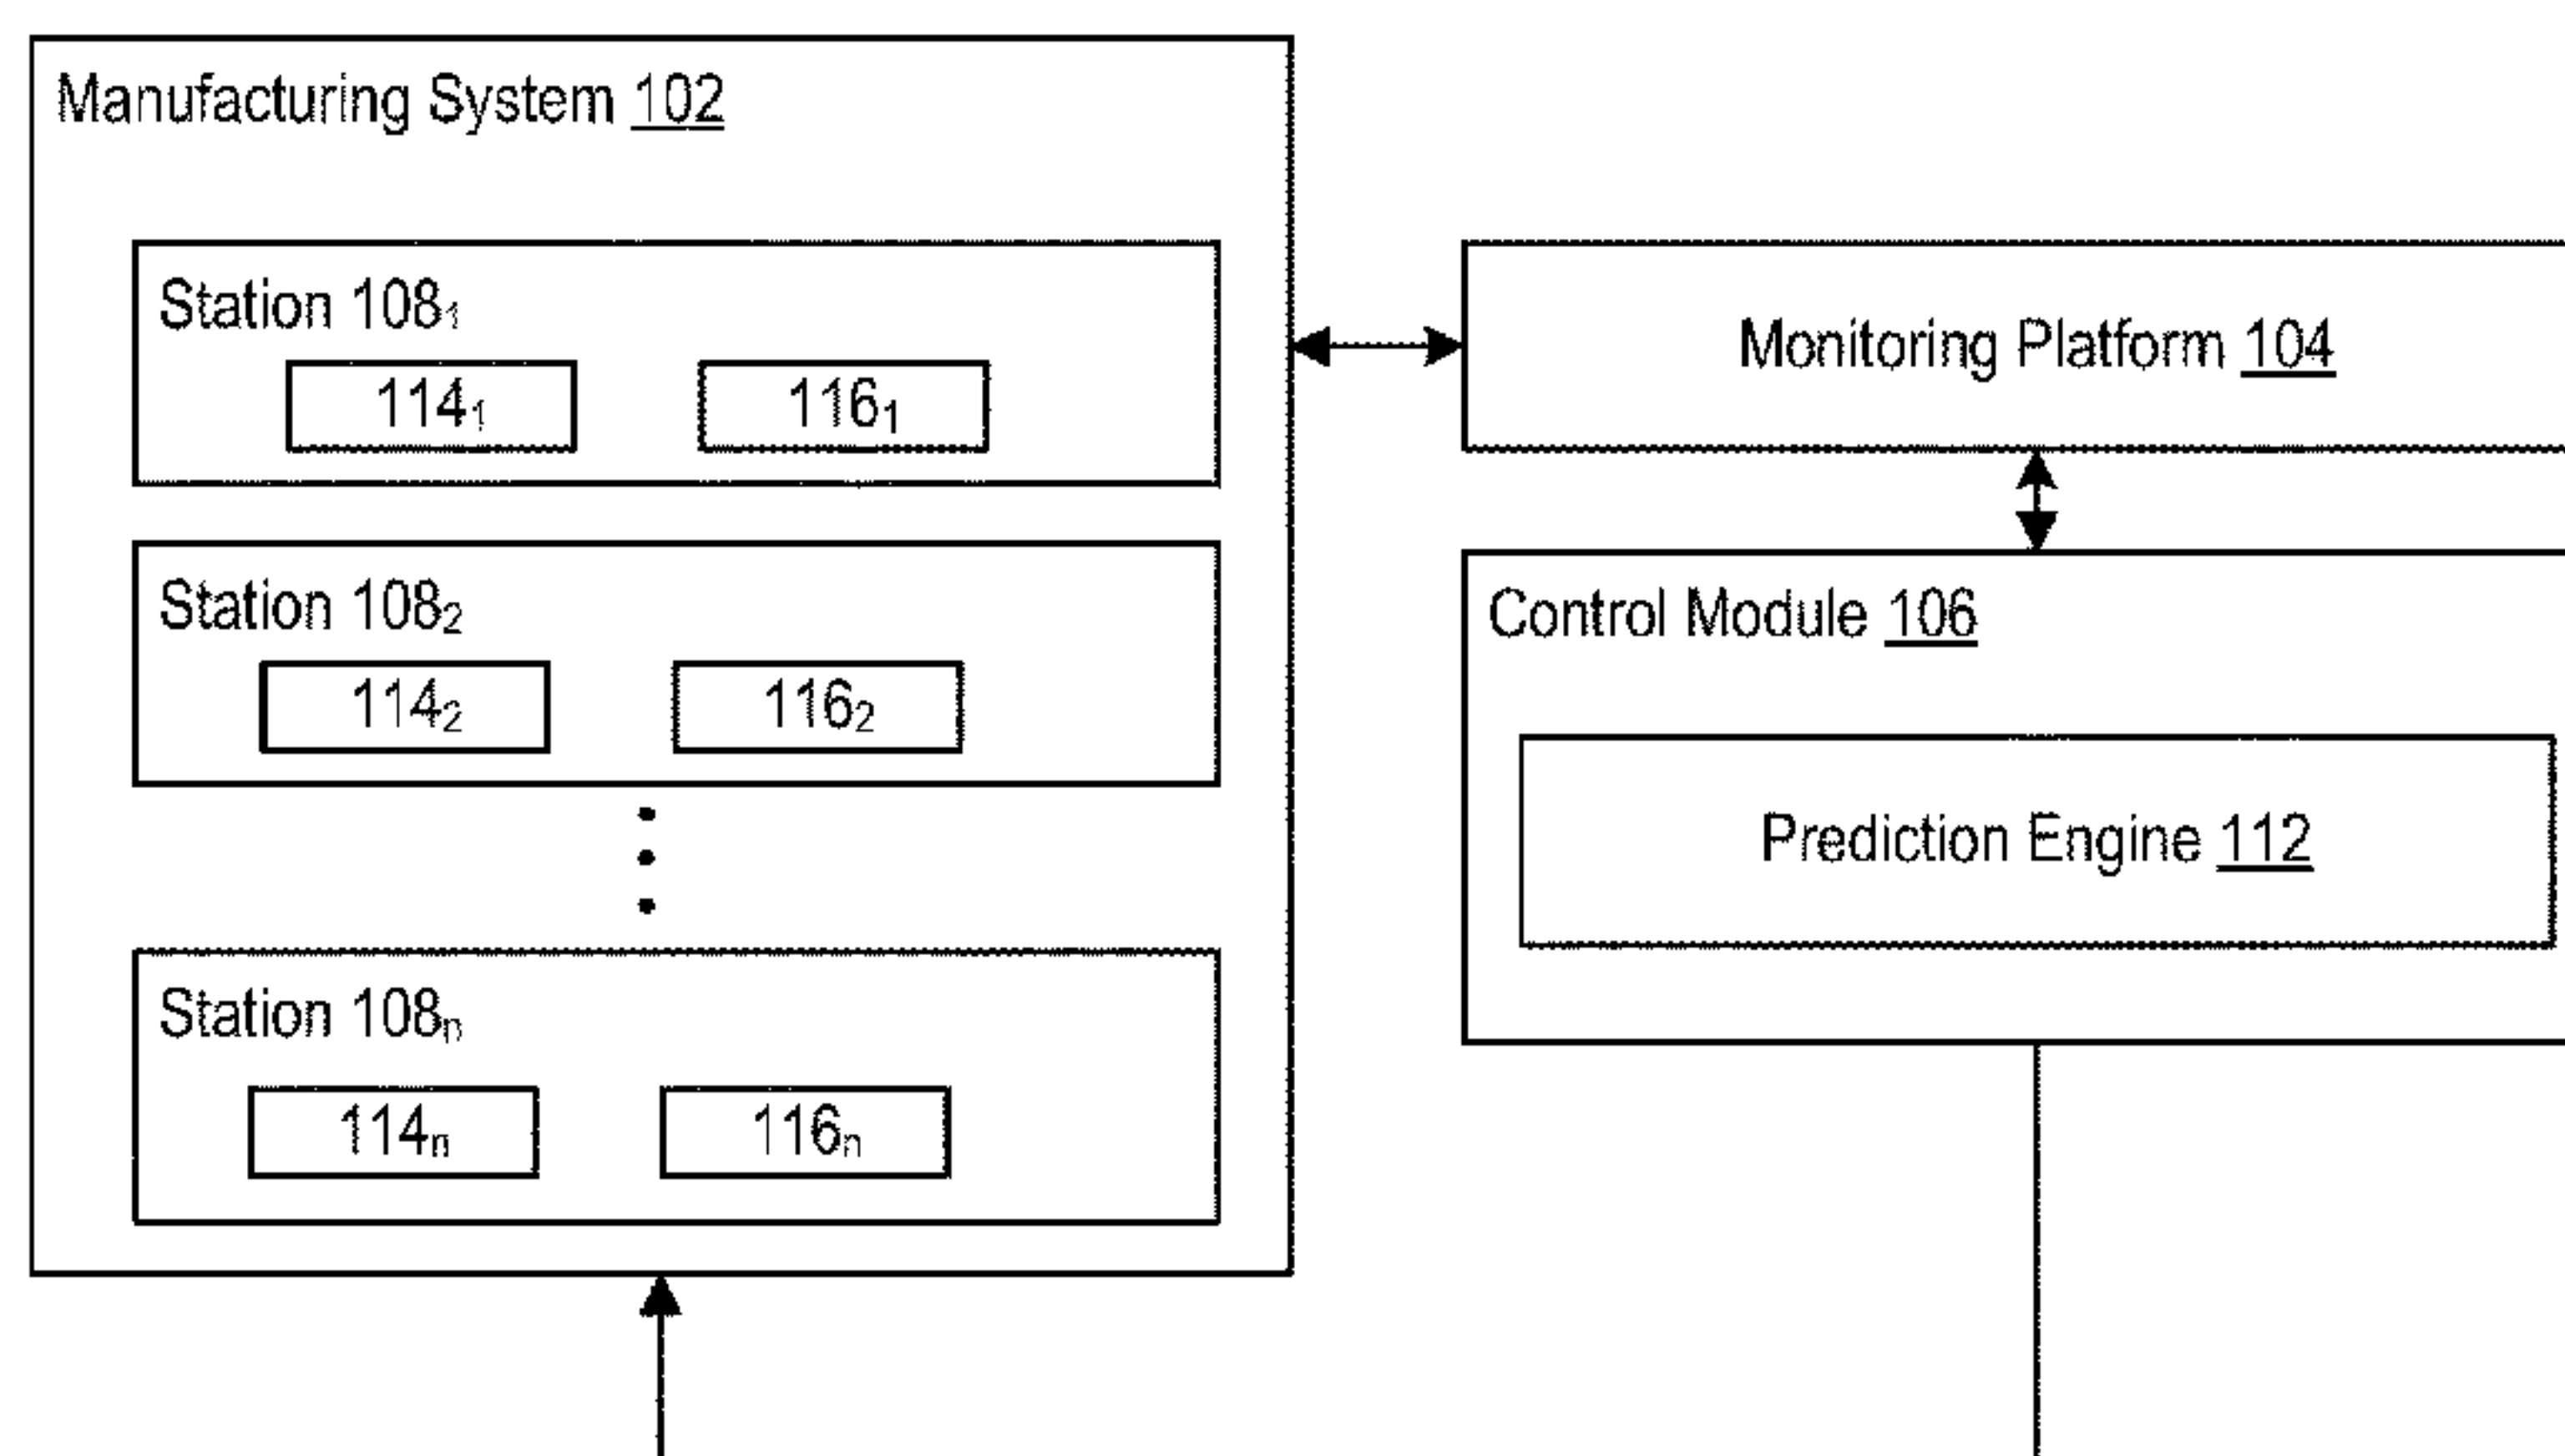 Manufacturing System 102
Station 108₁
114₁ 116₁
Station 108₂
114₂ 116₂
Station 108ₙ
114ₙ 116ₙ
Monitoring Platform 104
Control Module 106
Prediction Engine 112